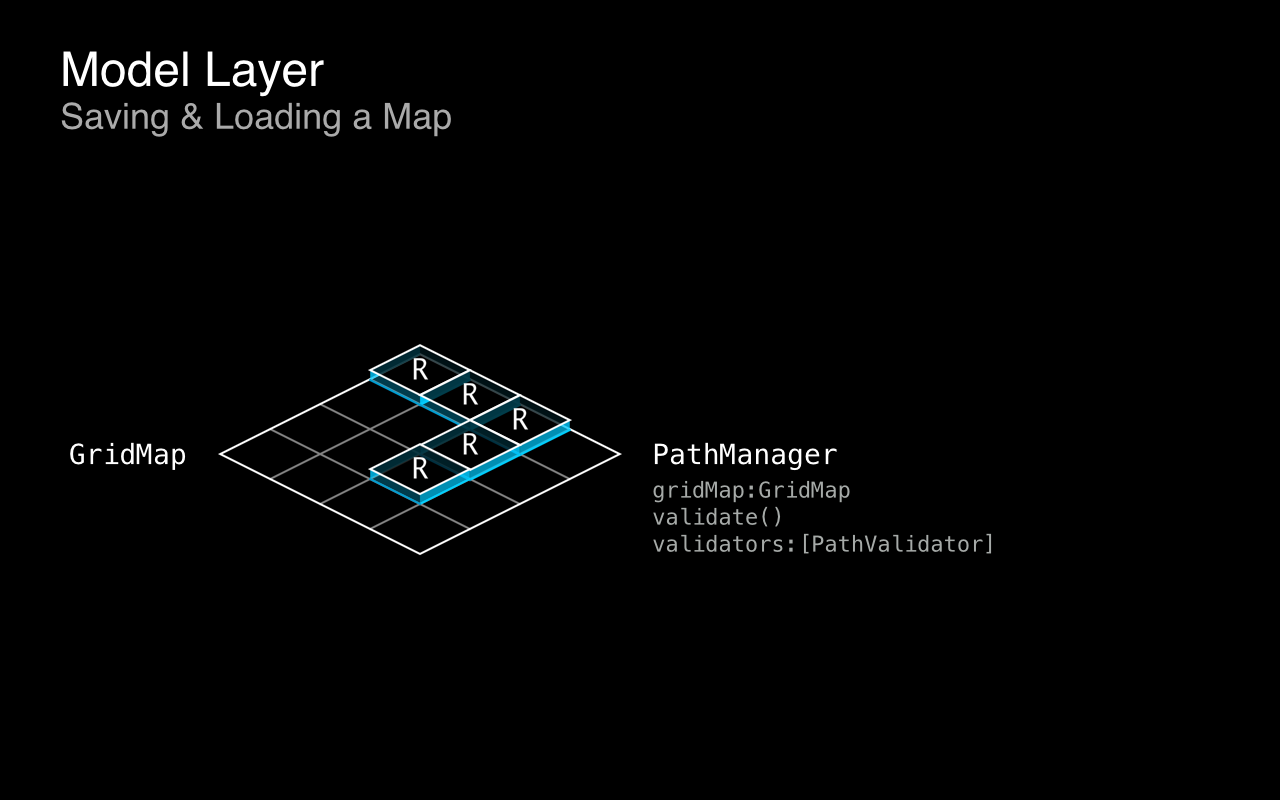 Model Layer
Saving & Loading a Map
R
R
R
R
R
GridMap
PathManager
gridMap:GridMap
validate()
validators:[PathValidator]